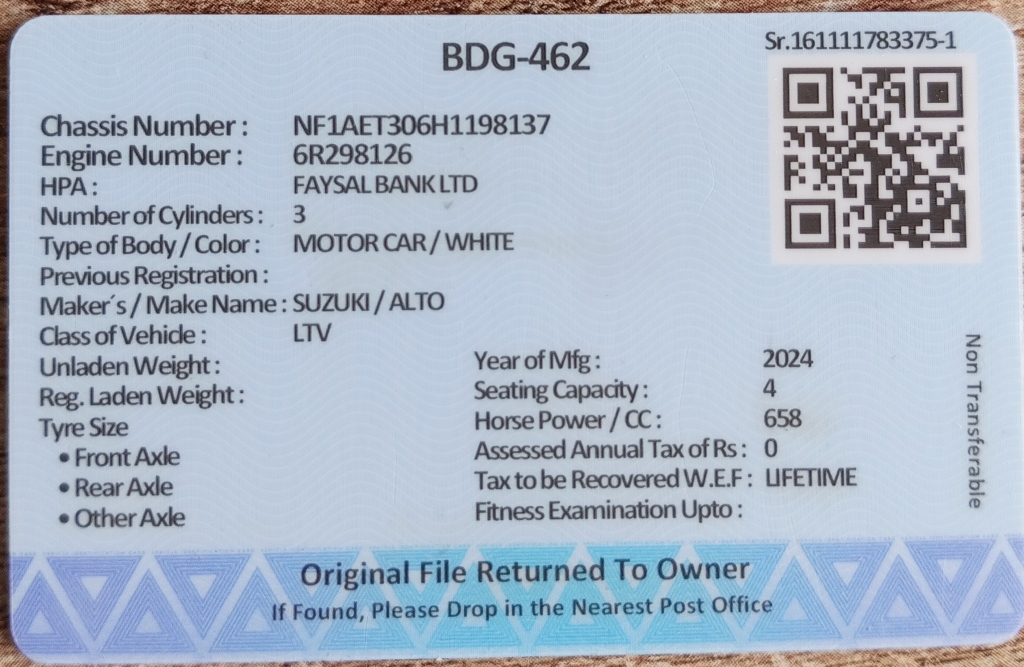 BDG-462
Sr.161111783375-1
Chassis Number : NF1AET306H1198137
Engine Number : 6R298126
HPA : FAYSAL BANK LTD
Number of Cylinders : 3
Type of Body / Color : MOTOR CAR / WHITE
Previous Registration :
Maker´s / Make Name : SUZUKI / ALTO
Class of Vehicle : LTV
Unladen Weight :
Reg. Laden Weight :
Tyre Size
• Front Axle
• Rear Axle
• Other Axle
Year of Mfg : 2024
Seating Capacity : 4
Horse Power / CC : 658
Assessed Annual Tax of Rs : 0
Tax to be Recovered W.E.F : LIFETIME
Fitness Examination Upto :
Non Transferable
Original File Returned To Owner
If Found, Please Drop in the Nearest Post Office